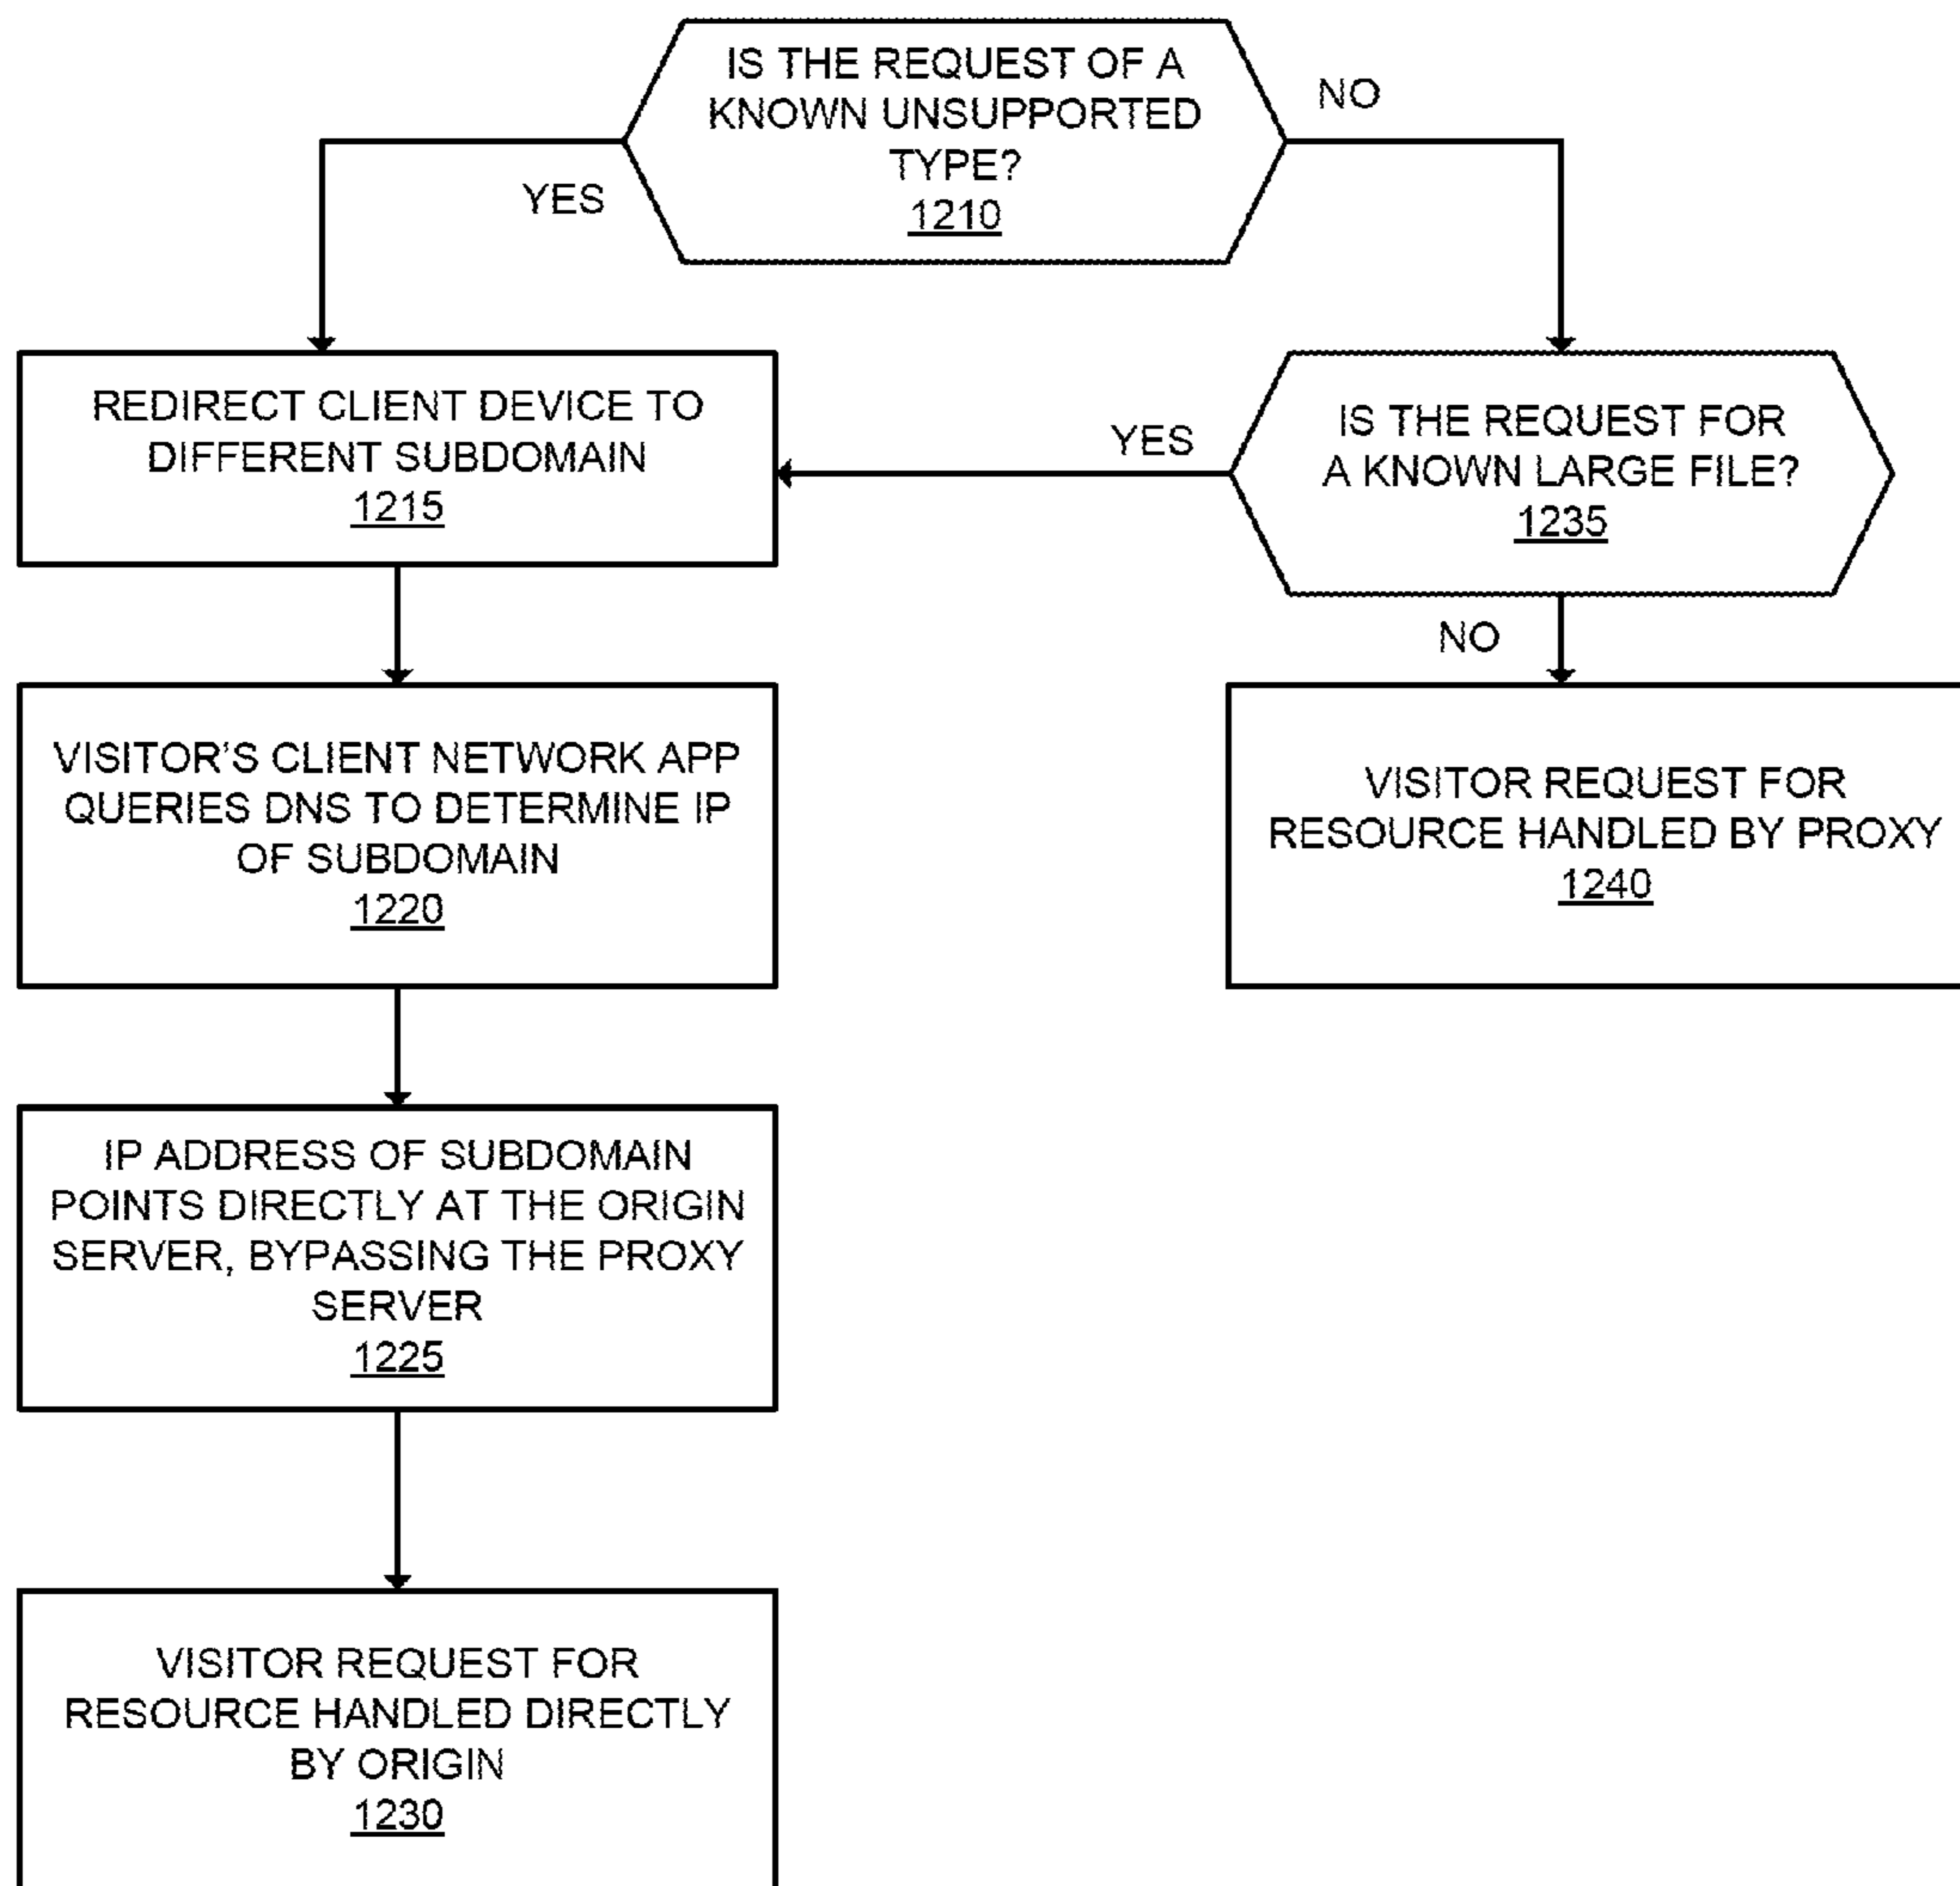 IS THE REQUEST OF A
KNOWN UNSUPPORTED
TYPE?
1210
NO
YES
REDIRECT CLIENT DEVICE TO
DIFFERENT SUBDOMAIN
1215
YES
IS THE REQUEST FOR
A KNOWN LARGE FILE?
1235
NO
VISITOR'S CLIENT NETWORK APP
QUERIES DNS TO DETERMINE IP
OF SUBDOMAIN
1220
VISITOR REQUEST FOR
RESOURCE HANDLED BY PROXY
1240
IP ADDRESS OF SUBDOMAIN
POINTS DIRECTLY AT THE ORIGIN
SERVER, BYPASSING THE PROXY
SERVER
1225
VISITOR REQUEST FOR
RESOURCE HANDLED DIRECTLY
BY ORIGIN
1230